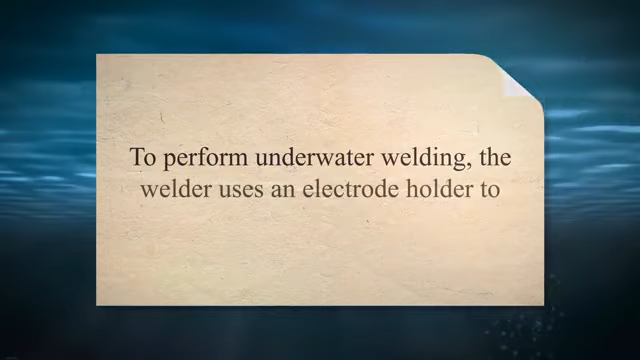 To perform underwater welding, the
welder uses an electrode holder to